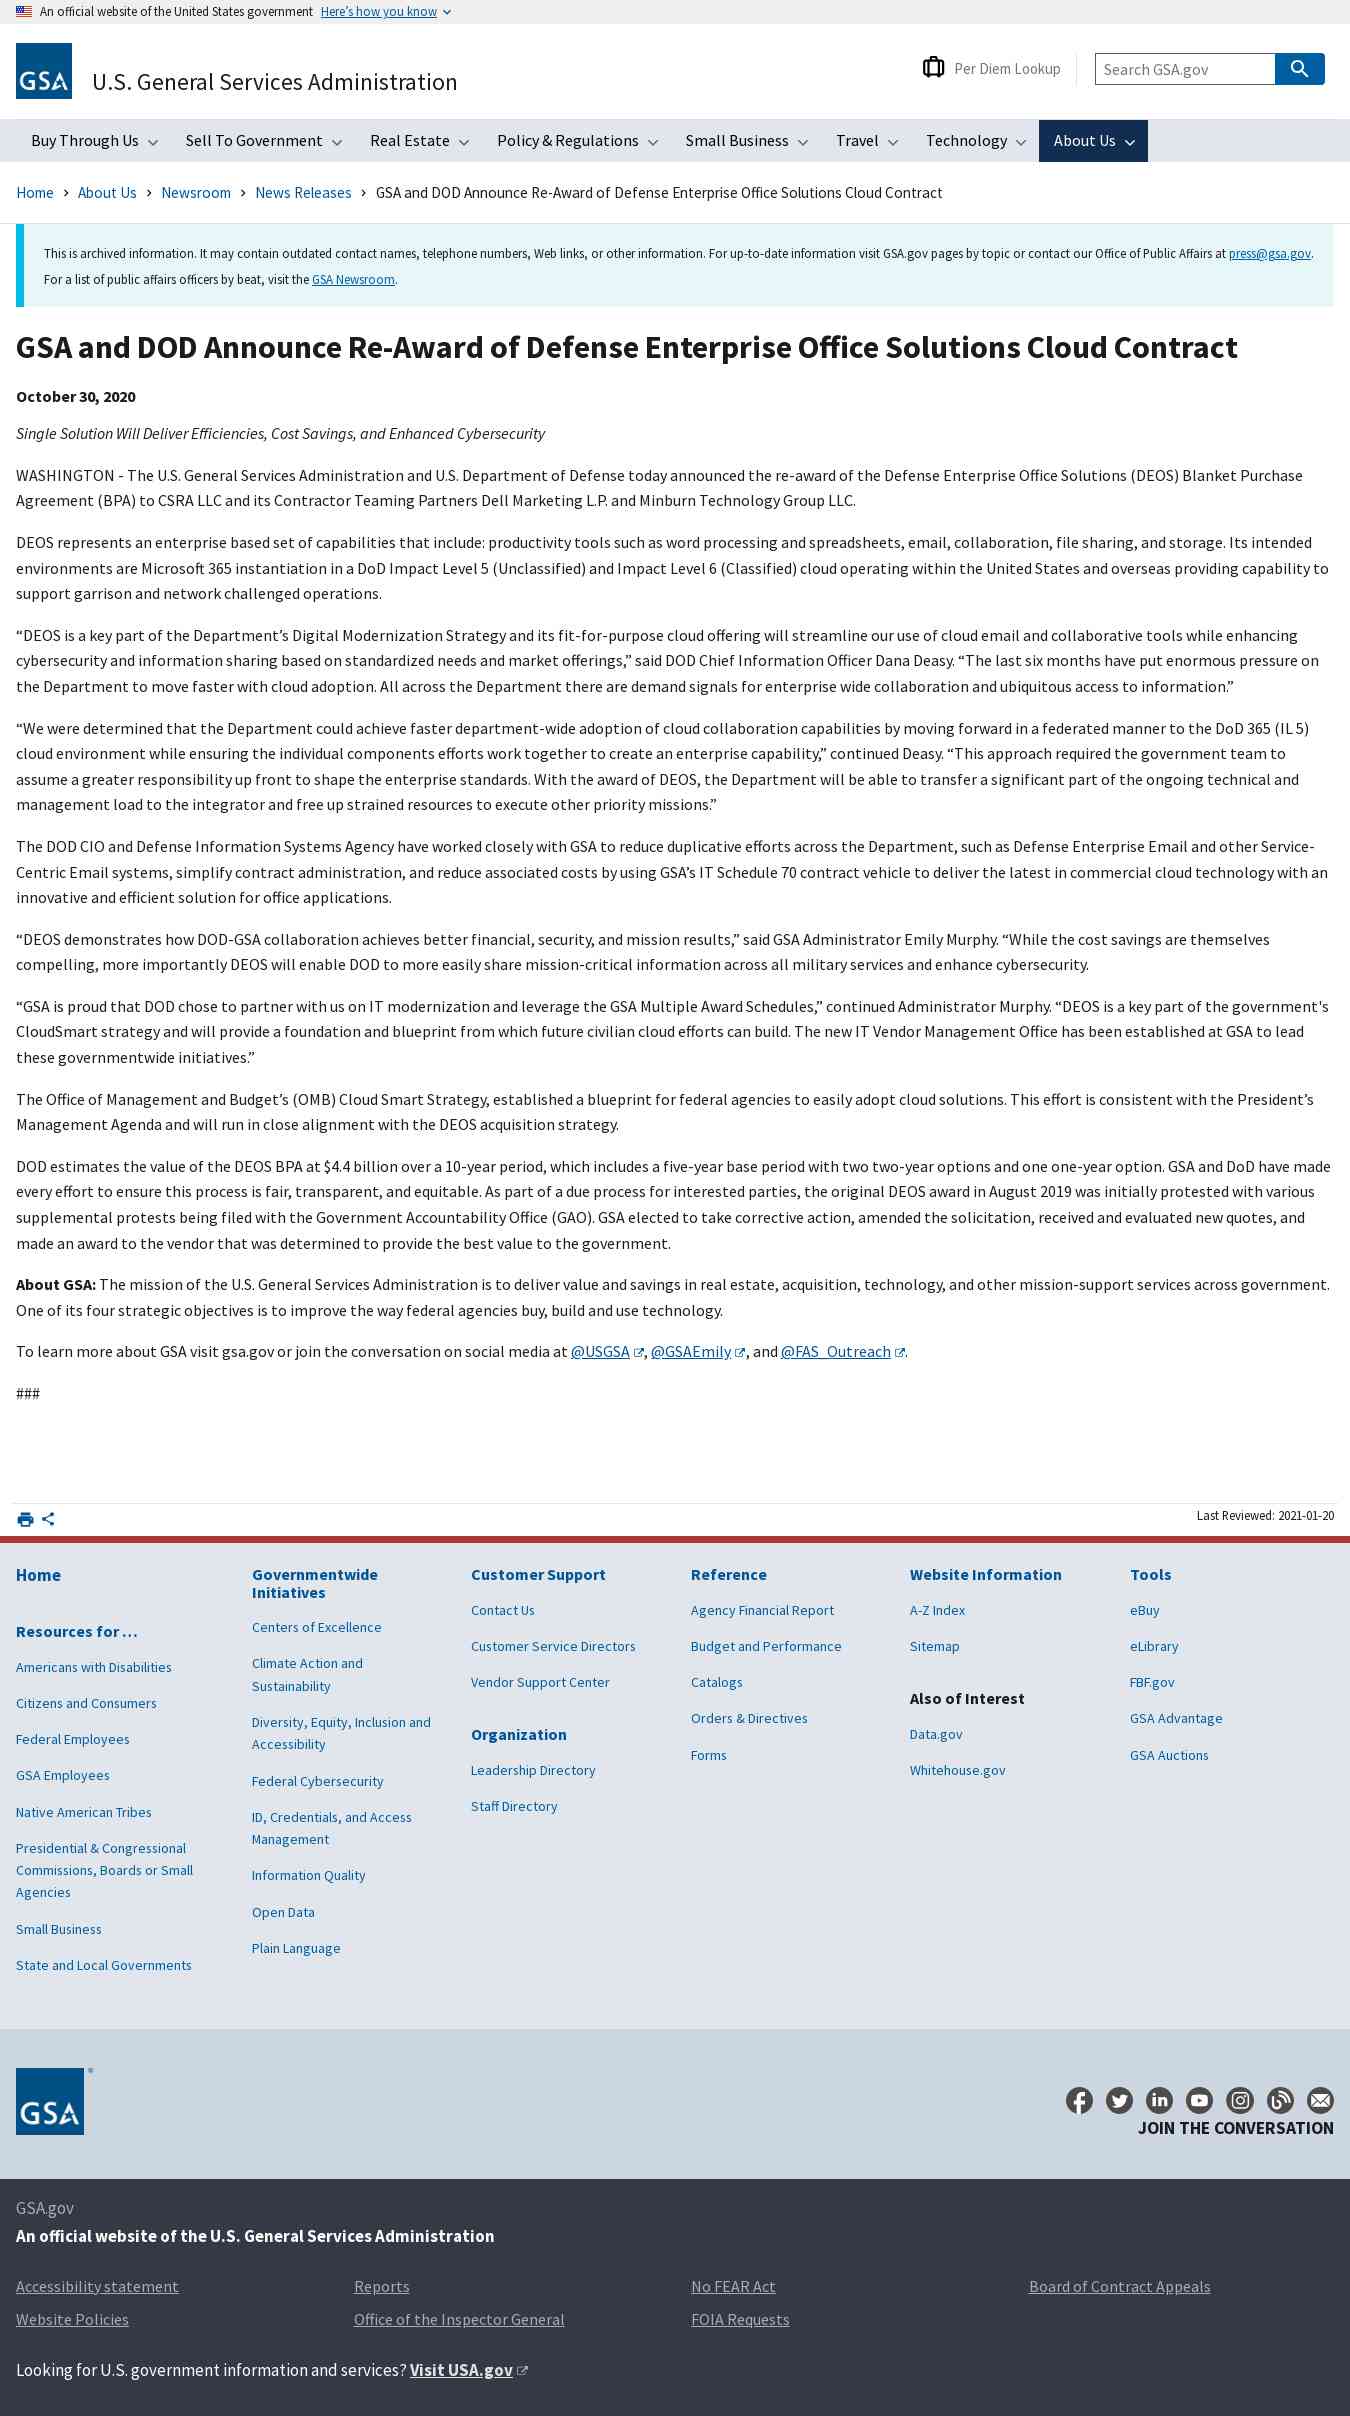 An official website of the United States government Here's how you know
GSA
U.S. General Services Administration
Per Diem Lookup
Search GSA.gov
Buy Through Us Sell To Government Real Estate Policy & Regulations Small Business Travel Technology About Us
Home > About Us > Newsroom > News Releases > GSA and DOD Announce Re-Award of Defense Enterprise Office Solutions Cloud Contract
This is archived information. It may contain outdated contact names, telephone numbers, Web links, or other information. For up-to-date information visit GSA.gov pages by topic or contact our Office of Public Affairs at press@gsa.gov.
For a list of public affairs officers by beat, visit the GSA Newsroom.
GSA and DOD Announce Re-Award of Defense Enterprise Office Solutions Cloud Contract
October 30, 2020
Single Solution Will Deliver Efficiencies, Cost Savings, and Enhanced Cybersecurity
WASHINGTON - The U.S. General Services Administration and U.S. Department of Defense today announced the re-award of the Defense Enterprise Office Solutions (DEOS) Blanket Purchase
Agreement (BPA) to CSRA LLC and its Contractor Teaming Partners Dell Marketing L.P. and Minburn Technology Group LLC.
DEOS represents an enterprise based set of capabilities that include: productivity tools such as word processing and spreadsheets, email, collaboration, file sharing, and storage. Its intended
environments are Microsoft 365 instantiation in a DoD Impact Level 5 (Unclassified) and Impact Level 6 (Classified) cloud operating within the United States and overseas providing capability to
support garrison and network challenged operations.
“DEOS is a key part of the Department’s Digital Modernization Strategy and its fit-for-purpose cloud offering will streamline our use of cloud email and collaborative tools while enhancing
cybersecurity and information sharing based on standardized needs and market offerings,” said DOD Chief Information Officer Dana Deasy. “The last six months have put enormous pressure on
the Department to move faster with cloud adoption. All across the Department there are demand signals for enterprise wide collaboration and ubiquitous access to information.”
“We were determined that the Department could achieve faster department-wide adoption of cloud collaboration capabilities by moving forward in a federated manner to the DoD 365 (IL 5)
cloud environment while ensuring the individual components efforts work together to create an enterprise capability,” continued Deasy. “This approach required the government team to
assume a greater responsibility up front to shape the enterprise standards. With the award of DEOS, the Department will be able to transfer a significant part of the ongoing technical and
management load to the integrator and free up strained resources to execute other priority missions.”
The DOD CIO and Defense Information Systems Agency have worked closely with GSA to reduce duplicative efforts across the Department, such as Defense Enterprise Email and other Service-
Centric Email systems, simplify contract administration, and reduce associated costs by using GSA’s IT Schedule 70 contract vehicle to deliver the latest in commercial cloud technology with an
innovative and efficient solution for office applications.
“DEOS demonstrates how DOD-GSA collaboration achieves better financial, security, and mission results,” said GSA Administrator Emily Murphy. “While the cost savings are themselves
compelling, more importantly DEOS will enable DOD to more easily share mission-critical information across all military services and enhance cybersecurity.
“GSA is proud that DOD chose to partner with us on IT modernization and leverage the GSA Multiple Award Schedules,” continued Administrator Murphy. “DEOS is a key part of the government's
CloudSmart strategy and will provide a foundation and blueprint from which future civilian cloud efforts can build. The new IT Vendor Management Office has been established at GSA to lead
these governmentwide initiatives.”
The Office of Management and Budget’s (OMB) Cloud Smart Strategy, established a blueprint for federal agencies to easily adopt cloud solutions. This effort is consistent with the President’s
Management Agenda and will run in close alignment with the DEOS acquisition strategy.
DOD estimates the value of the DEOS BPA at $4.4 billion over a 10-year period, which includes a five-year base period with two two-year options and one one-year option. GSA and DoD have made
every effort to ensure this process is fair, transparent, and equitable. As part of a due process for interested parties, the original DEOS award in August 2019 was initially protested with various
supplemental protests being filed with the Government Accountability Office (GAO). GSA elected to take corrective action, amended the solicitation, received and evaluated new quotes, and
made an award to the vendor that was determined to provide the best value to the government.
About GSA: The mission of the U.S. General Services Administration is to deliver value and savings in real estate, acquisition, technology, and other mission-support services across government.
One of its four strategic objectives is to improve the way federal agencies buy, build and use technology.
To learn more about GSA visit gsa.gov or join the conversation on social media at @USGSA, @GSAEmily, and @FAS_Outreach.
###
Last Reviewed: 2021-01-20
Home
Resources for …
Americans with Disabilities
Citizens and Consumers
Federal Employees
GSA Employees
Native American Tribes
Presidential & Congressional
Commissions, Boards or Small
Agencies
Small Business
State and Local Governments
Governmentwide
Initiatives
Centers of Excellence
Climate Action and
Sustainability
Diversity, Equity, Inclusion and
Accessibility
Federal Cybersecurity
ID, Credentials, and Access
Management
Information Quality
Open Data
Plain Language
Customer Support
Contact Us
Customer Service Directors
Vendor Support Center
Organization
Leadership Directory
Staff Directory
Reference
Agency Financial Report
Budget and Performance
Catalogs
Orders & Directives
Forms
Website Information
A-Z Index
Sitemap
Also of Interest
Data.gov
Whitehouse.gov
Tools
eBuy
eLibrary
FBF.gov
GSA Advantage
GSA Auctions
GSA®
JOIN THE CONVERSATION
GSA.gov
An official website of the U.S. General Services Administration
Accessibility statement Reports No FEAR Act Board of Contract Appeals
Website Policies Office of the Inspector General FOIA Requests
Looking for U.S. government information and services? Visit USA.gov